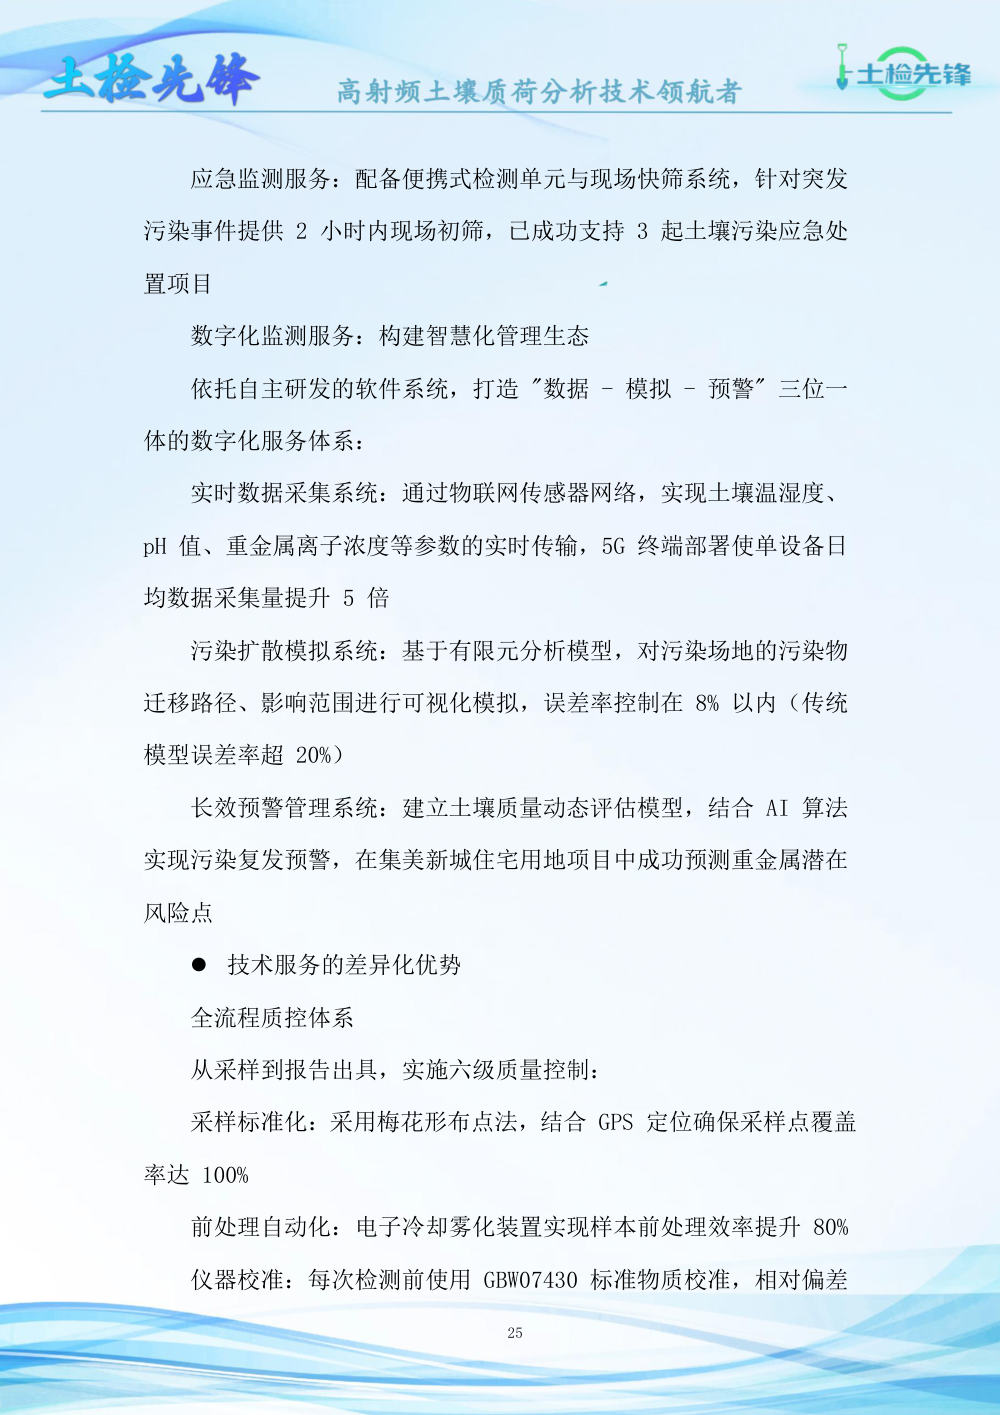 土检先锋
高射频土壤质荷分析技术领航者
土检先锋
应急监测服务：配备便携式检测单元与现场快筛系统，针对突发
污染事件提供 2 小时内现场初筛，已成功支持 3 起土壤污染应急处
置项目
数字化监测服务：构建智慧化管理生态
依托自主研发的软件系统，打造 "数据 - 模拟 - 预警" 三位一
体的数字化服务体系：
实时数据采集系统：通过物联网传感器网络，实现土壤温湿度、
pH 值、重金属离子浓度等参数的实时传输，5G 终端部署使单设备日
均数据采集量提升 5 倍
污染扩散模拟系统：基于有限元分析模型，对污染场地的污染物
迁移路径、影响范围进行可视化模拟，误差率控制在 8% 以内（传统
模型误差率超 20%）
长效预警管理系统：建立土壤质量动态评估模型，结合 AI 算法
实现污染复发预警，在集美新城住宅用地项目中成功预测重金属潜在
风险点
● 技术服务的差异化优势
全流程质控体系
从采样到报告出具，实施六级质量控制：
采样标准化：采用梅花形布点法，结合 GPS 定位确保采样点覆盖
率达 100%
前处理自动化：电子冷却雾化装置实现样本前处理效率提升 80%
仪器校准：每次检测前使用 GBW07430 标准物质校准，相对偏差
25